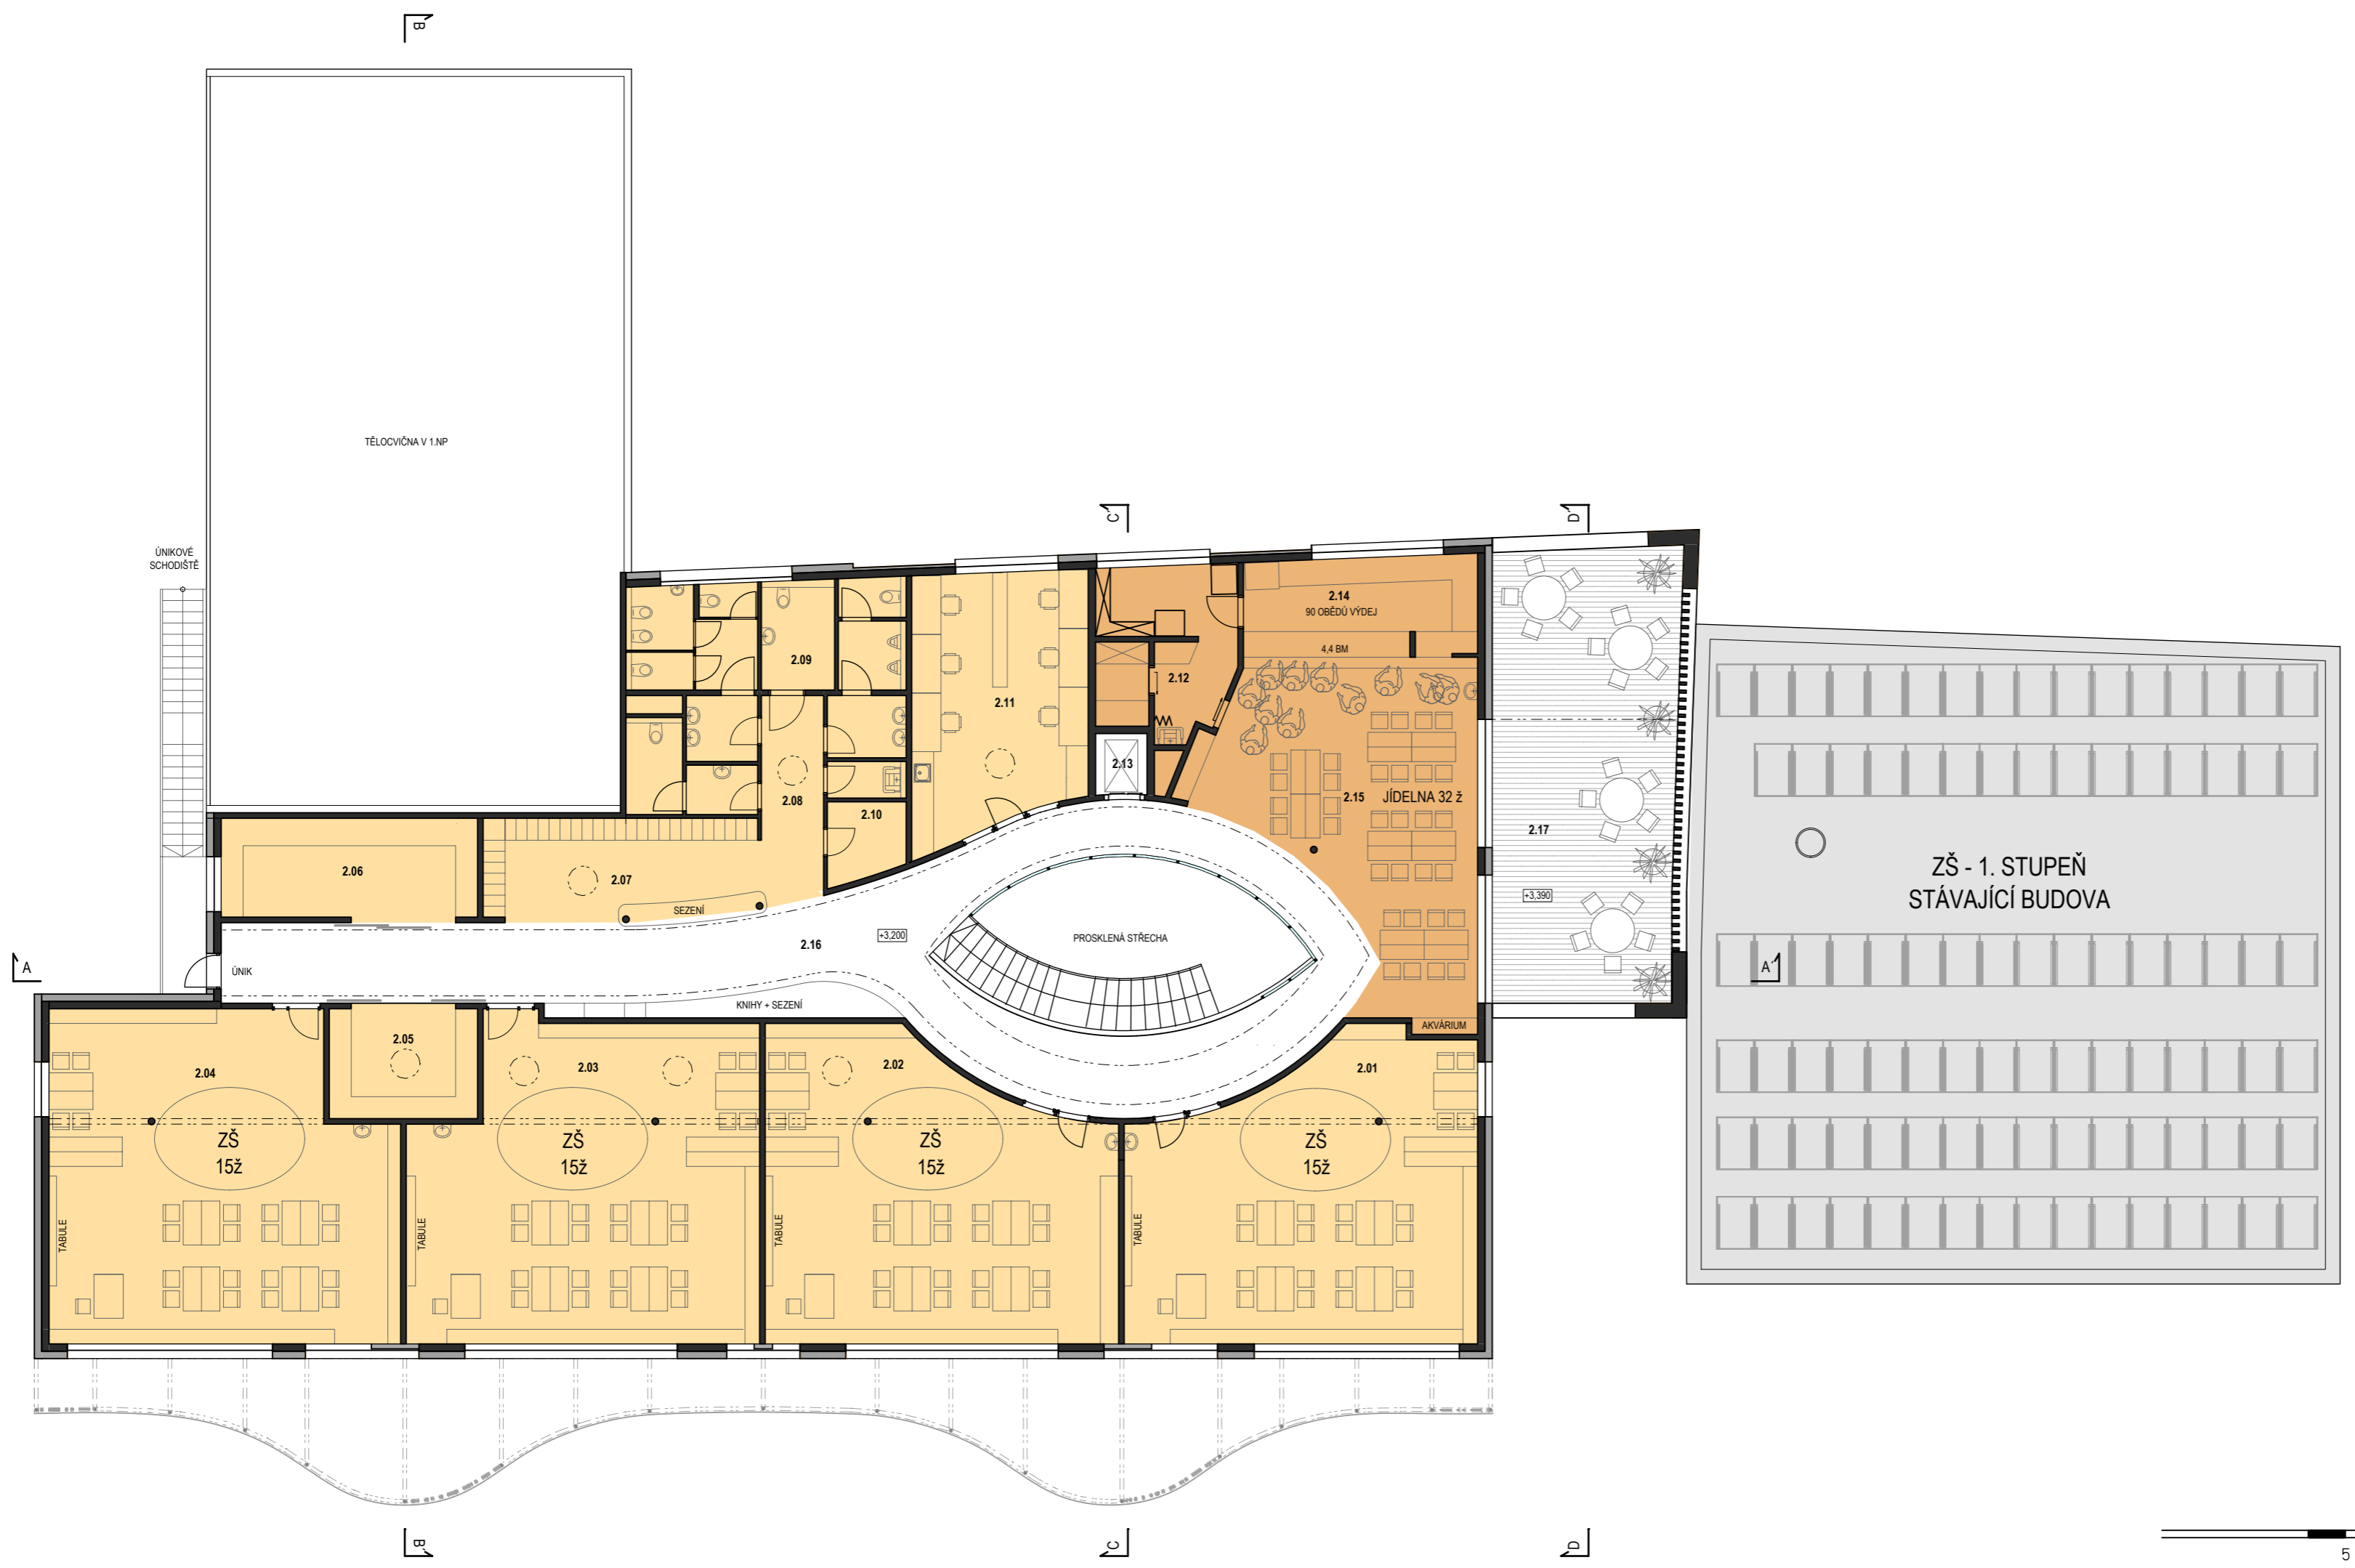 B'
TĚLOCVIČNA V 1.NP
C'
D'
ÚNIKOVÉ
SCHODIŠTĚ
2.14
90 OBĚDŮ VÝDEJ
4,4 BM
2.09
2.12
2.11
2.13
2.08
2.10
2.15
JÍDELNA 32 ž
2.17
2.06
2.07
SEZENÍ
+3,390
ZŠ - 1. STUPEŇ
STÁVAJÍCÍ BUDOVA
2.16
+3,200
PROSKLENÁ STŘECHA
A
ÚNIK
A'
KNIHY + SEZENÍ
AKVÁRIUM
2.05
2.04
2.03
2.02
2.01
ZŠ
15ž
ZŠ
15ž
ZŠ
15ž
ZŠ
15ž
TABULE
TABULE
TABULE
TABULE
B'
C
D
5